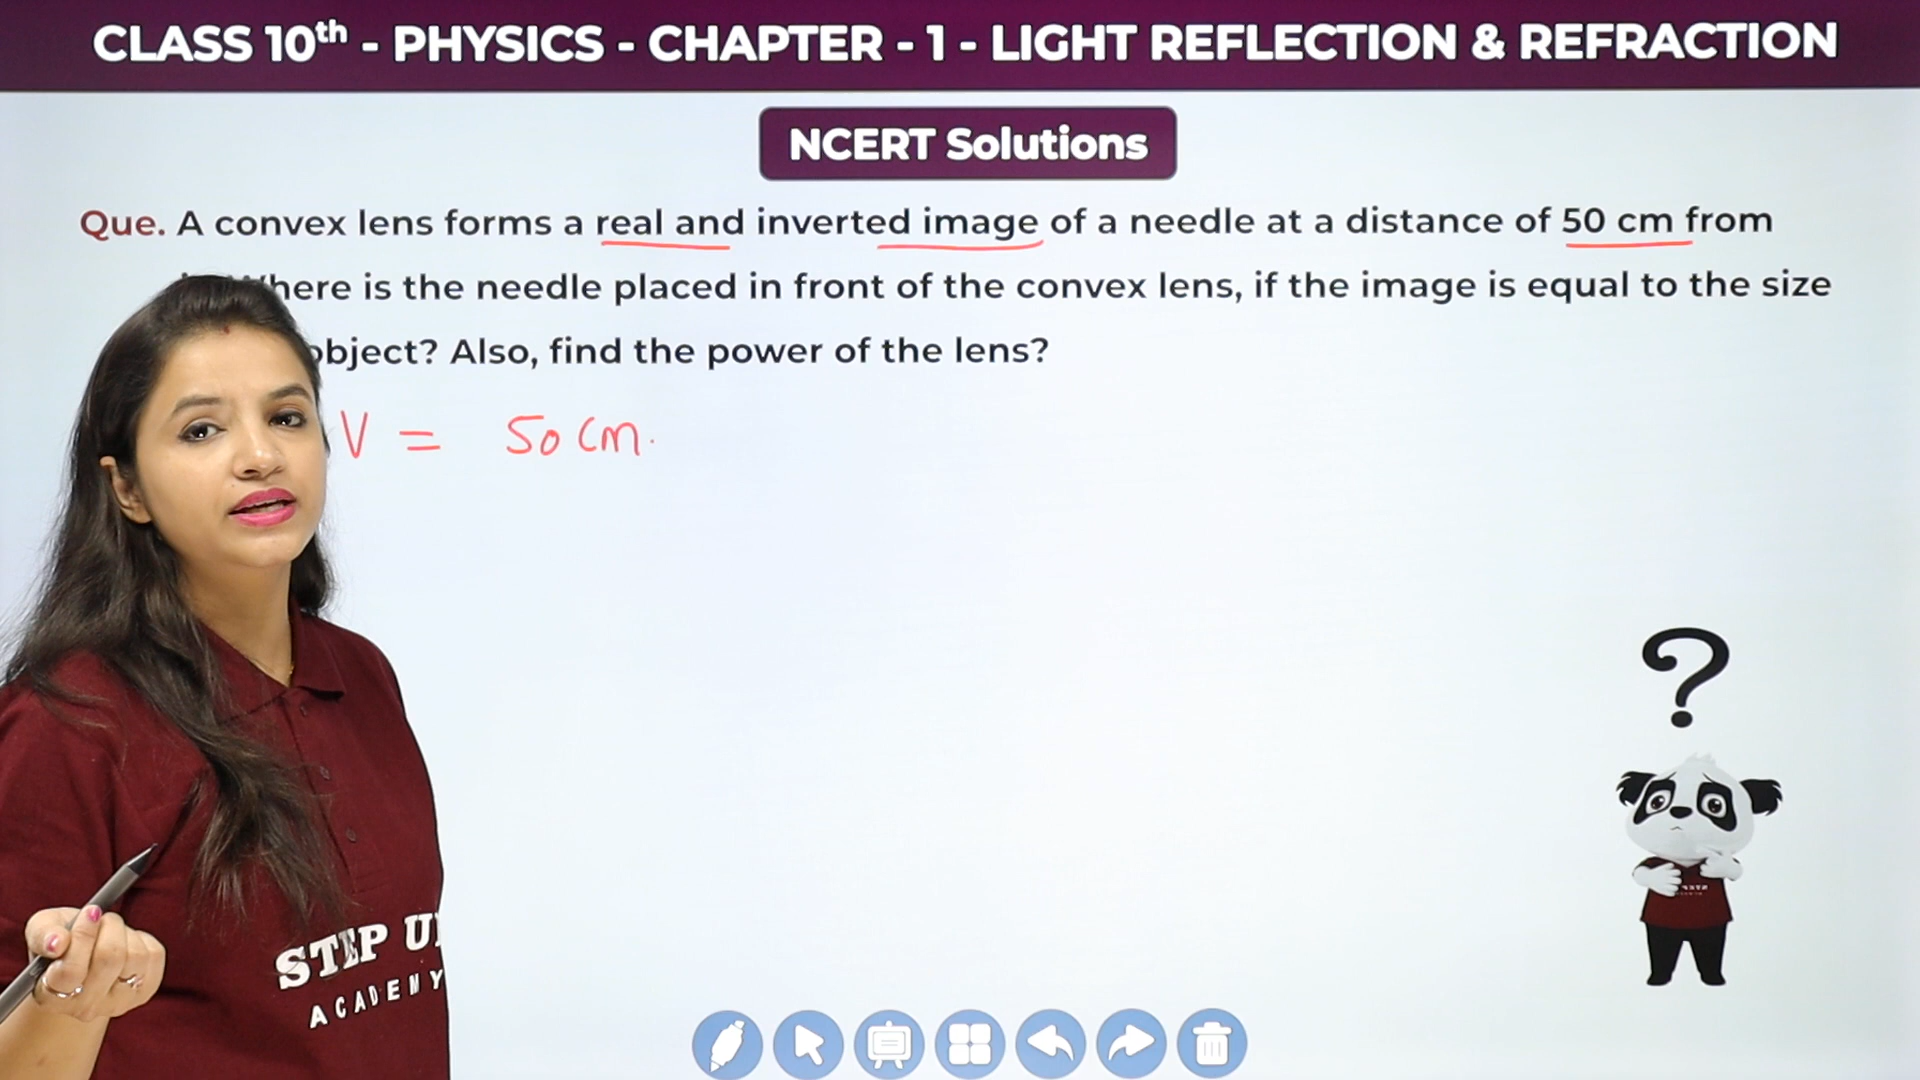 CLASS 10th - PHYSICS - CHAPTER - 1 - LIGHT REFLECTION & REFRACTION
NCERT Solutions
Que. A convex lens forms a real and inverted image of a needle at a distance of 50 cm from
here is the needle placed in front of the convex lens, if the image is equal to the size
object? Also, find the power of the lens?
V = 50 cm.
?
STEP U
ACADEMY